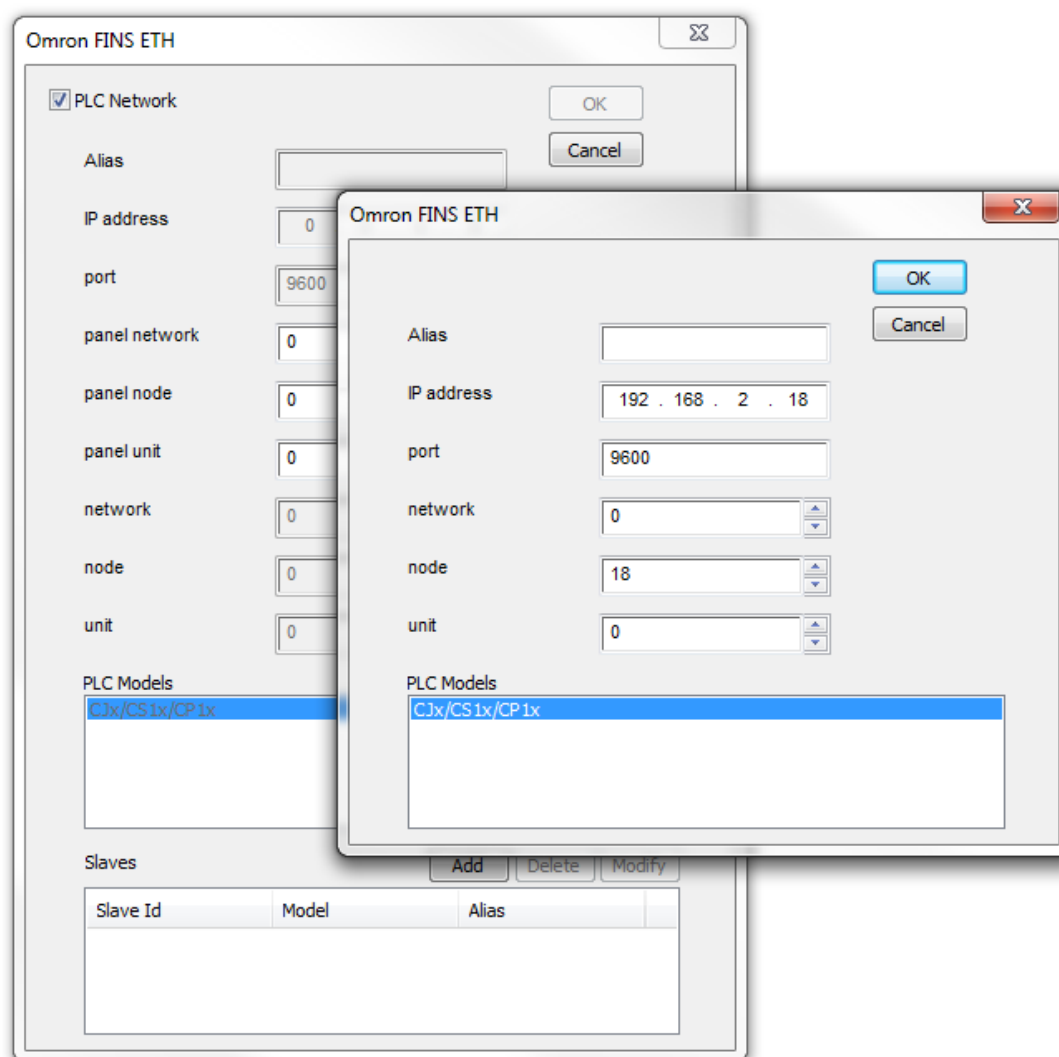 Omron FINS ETH
PLC Network
OK
Cancel
Alias
IP address
0
port
9600
panel network
0
panel node
0
panel unit
0
network
0
node
0
unit
0
PLC Models
CJx/CS1x/CP1x
Slaves
Add Delete Modify
Slave Id Model Alias
Omron FINS ETH
OK
Cancel
Alias
IP address
192 . 168 . 2 . 18
port
9600
network
0
node
18
unit
0
PLC Models
CJx/CS1x/CP1x